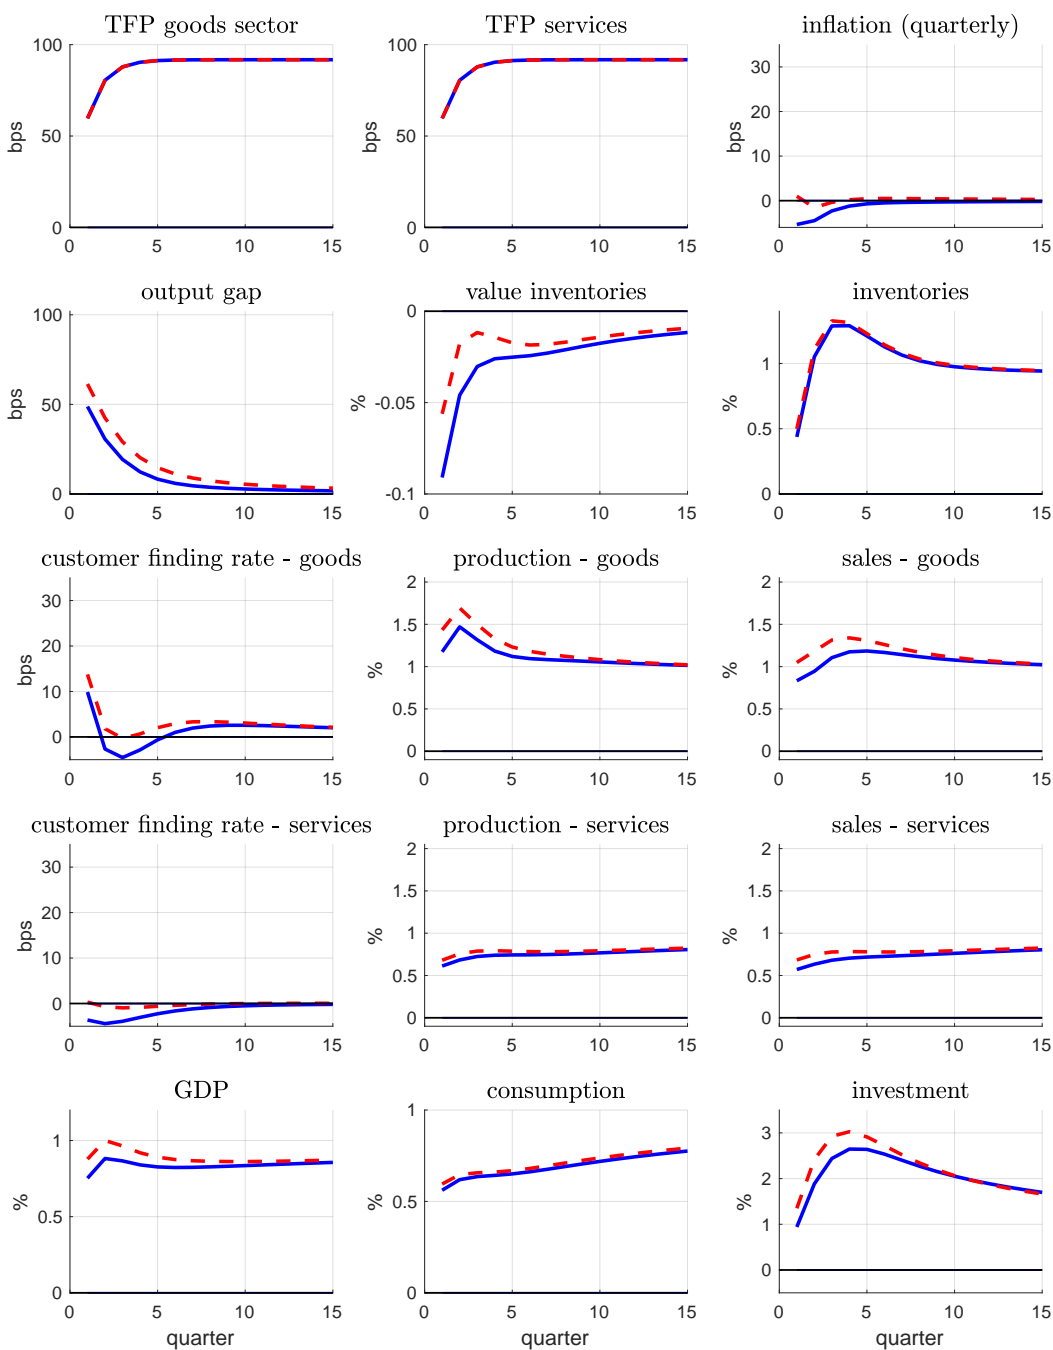 TFP goods sector
bps
100
50
0
0 5 10 15
TFP services
bps
100
50
0
0 5 10 15
inflation (quarterly)
bps
30
20
10
0
0 5 10 15
output gap
bps
100
50
0
0 5 10 15
value inventories
%
0
-0.05
-0.1
0 5 10 15
inventories
%
1
0.5
0
0 5 10 15
customer finding rate - goods
bps
30
20
10
0
0 5 10 15
production - goods
%
2
1.5
1
0.5
0
0 5 10 15
sales - goods
%
2
1.5
1
0.5
0
0 5 10 15
customer finding rate - services
bps
30
20
10
0
0 5 10 15
production - services
%
2
1.5
1
0.5
0
0 5 10 15
sales - services
%
2
1.5
1
0.5
0
0 5 10 15
GDP
%
1
0.5
0
0 5 10 15
quarter
consumption
%
1
0.5
0
0 5 10 15
quarter
investment
%
3
2
1
0
0 5 10 15
quarter